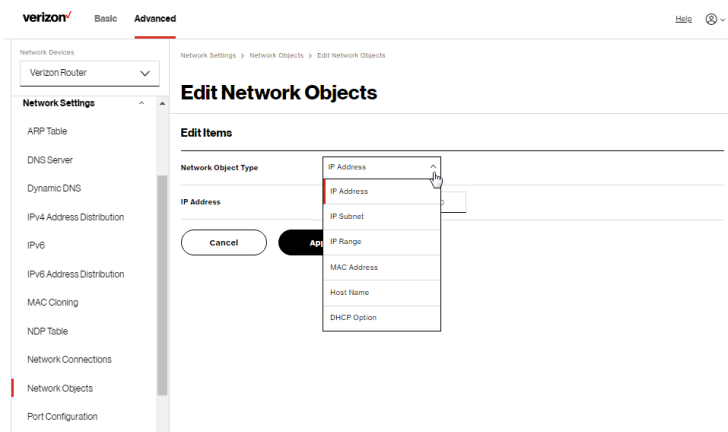 verizon Basic Advanced Help
Network Devices
Verizon Router
Network Settings
ARP Table
DNS Server
Dynamic DNS
IPv4 Address Distribution
IPv6
IPv6 Address Distribution
MAC Cloning
NDP Table
Network Connections
Network Objects
Port Configuration
Network Settings > Network Objects > Edit Network Objects
Edit Network Objects
Edit Items
Network Object Type IP Address
IP Address
IP Subnet
IP Range
MAC Address
Host Name
DHCP Option
IP Address
Cancel